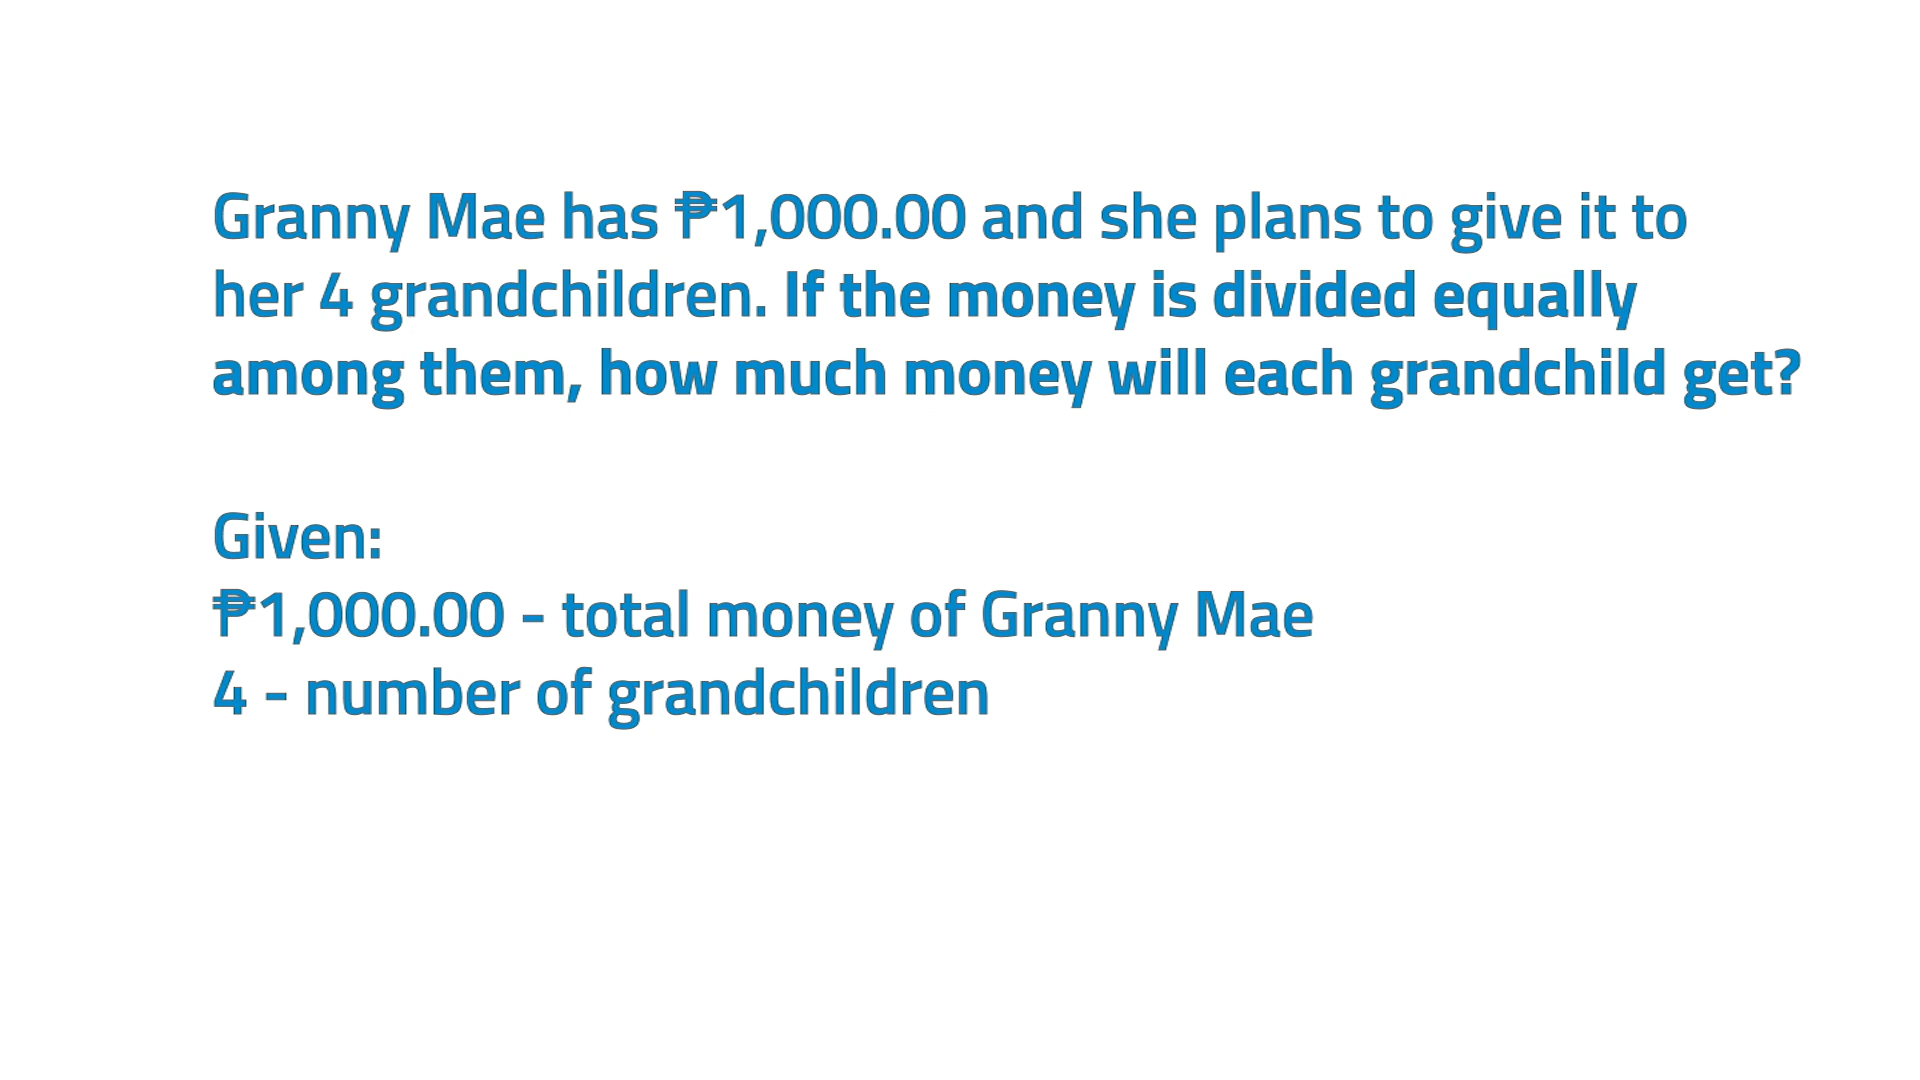 Granny Mae has ₱1,000.00 and she plans to give it to
her 4 grandchildren. If the money is divided equally
among them, how much money will each grandchild get?
Given:
₱1,000.00 - total money of Granny Mae
4 - number of grandchildren